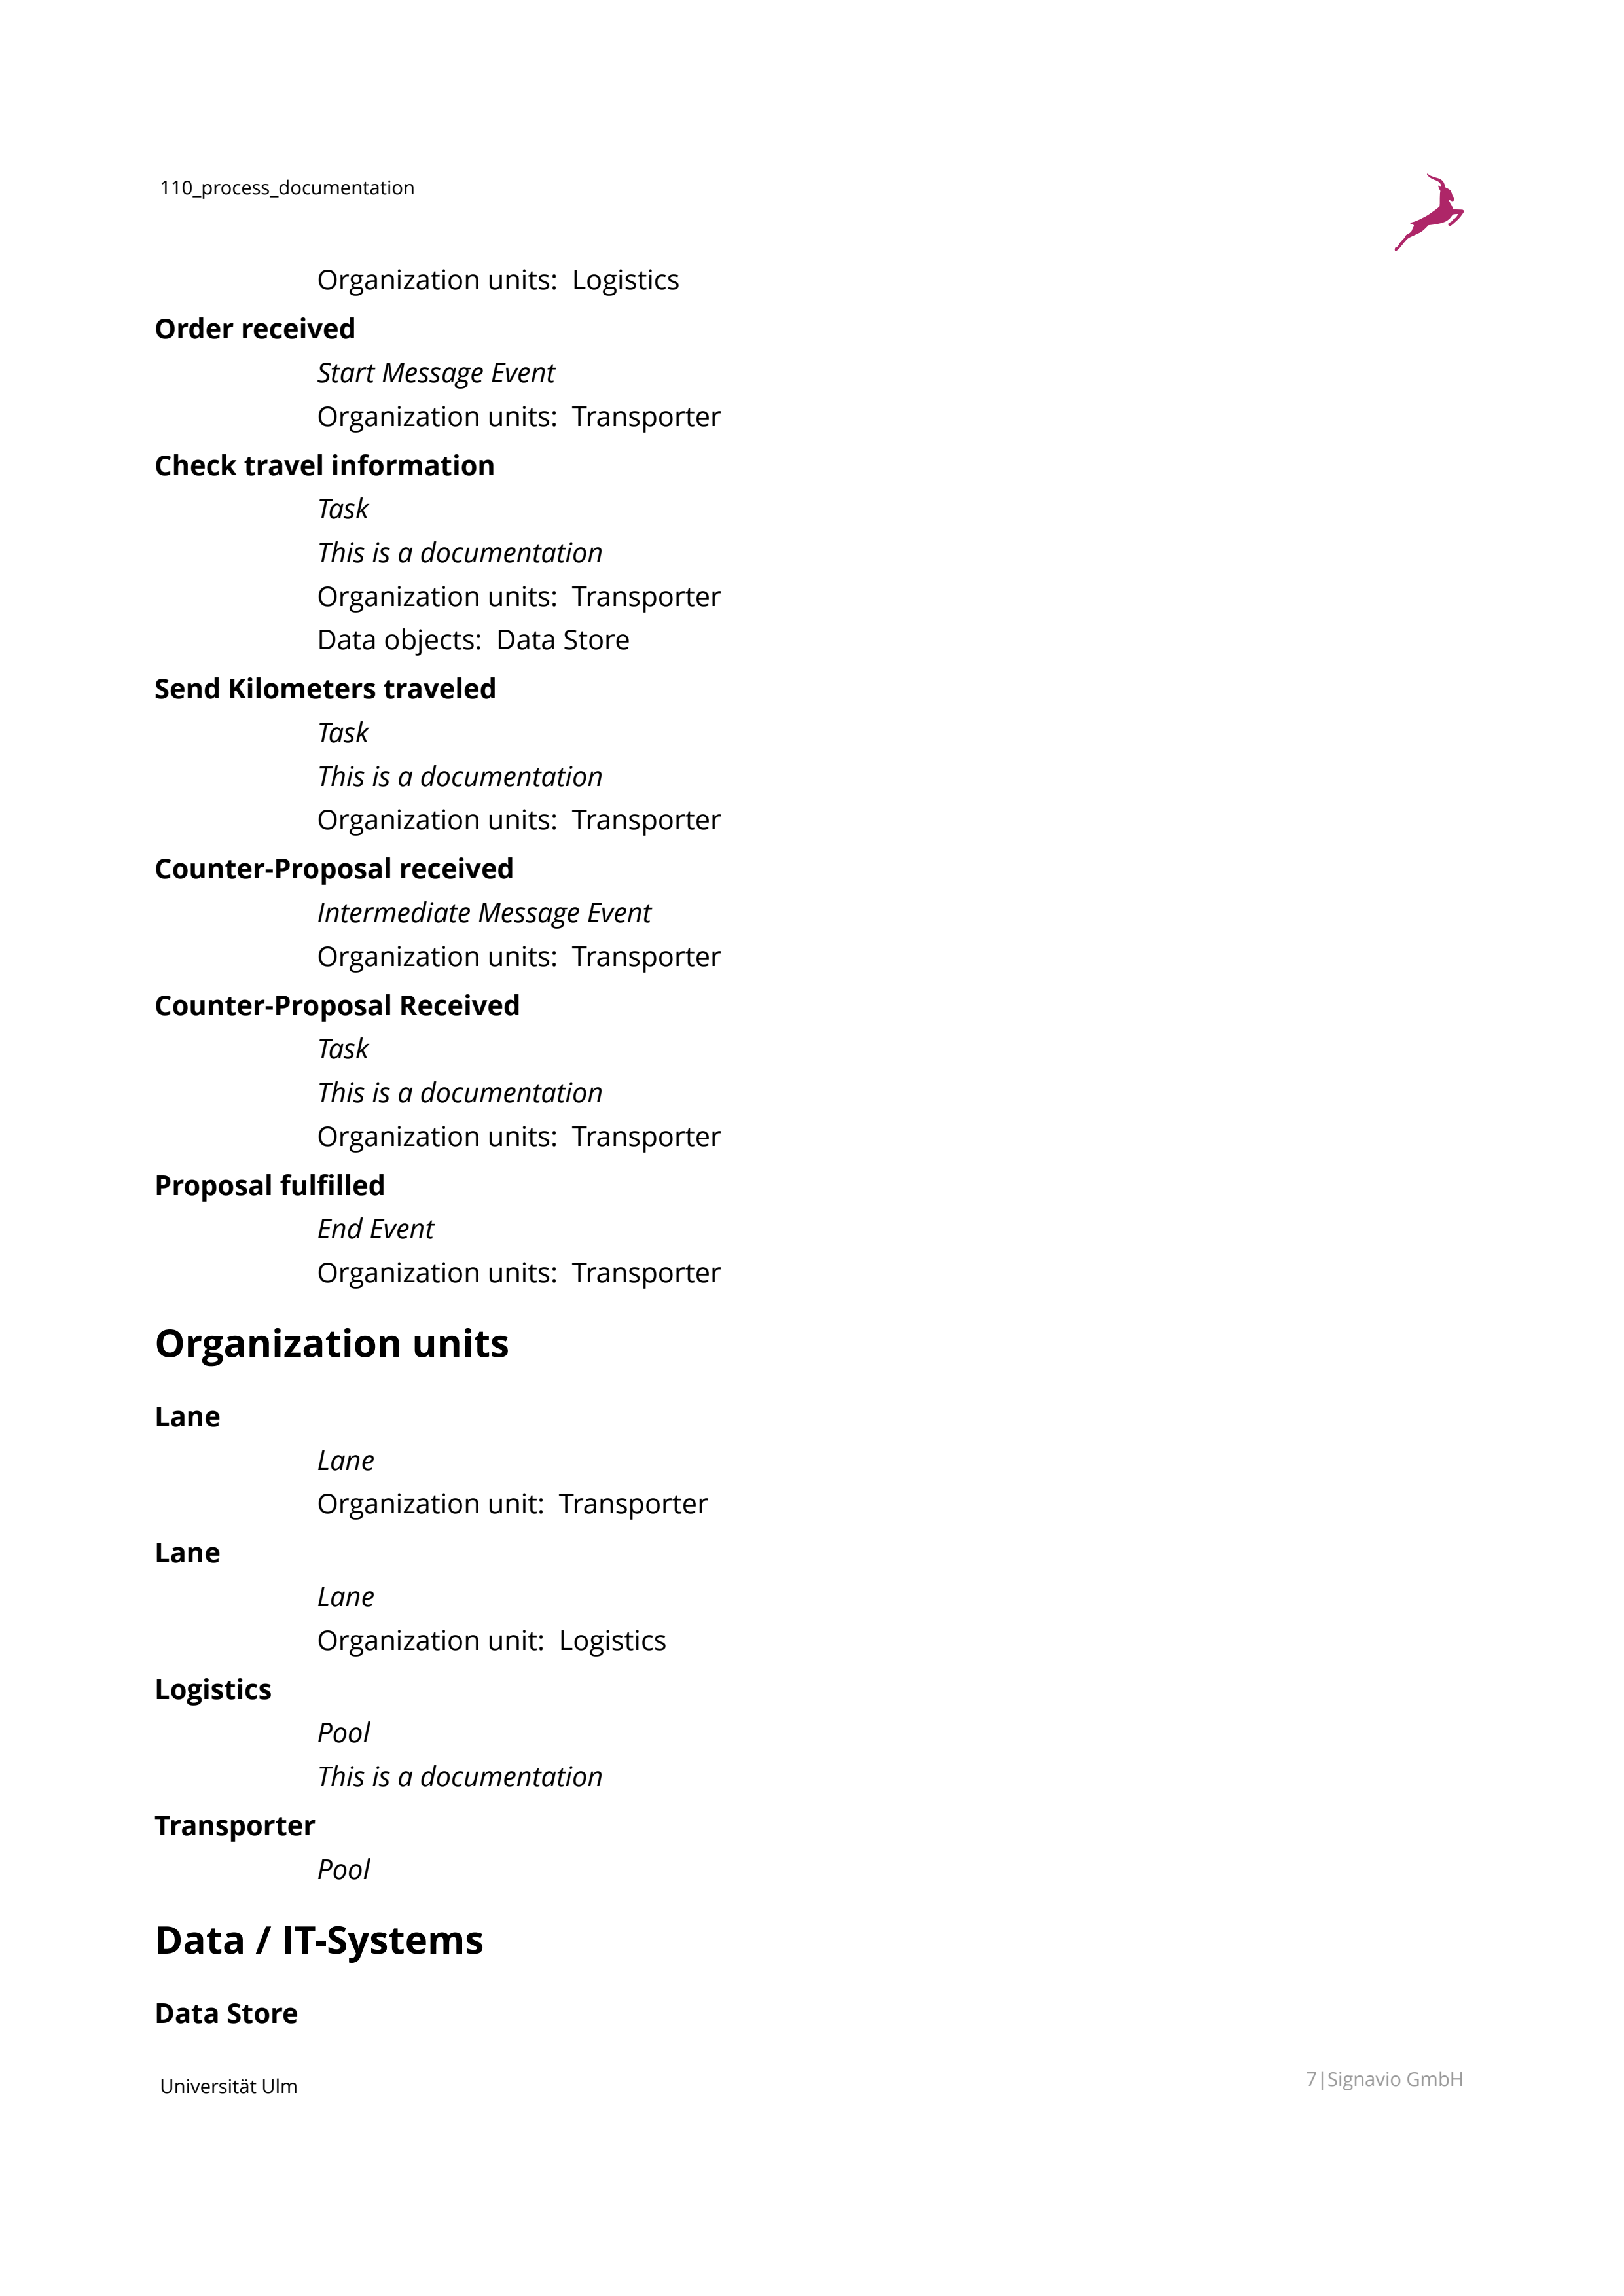 110_process_documentation
Organization units:  Logistics
Order received
Start Message Event
Organization units:  Transporter
Check travel information
Task
This is a documentation
Organization units:  Transporter
Data objects:  Data Store
Send Kilometers traveled
Task
This is a documentation
Organization units:  Transporter
Counter-Proposal received
Intermediate Message Event
Organization units:  Transporter
Counter-Proposal Received
Task
This is a documentation
Organization units:  Transporter
Proposal fulfilled
End Event
Organization units:  Transporter
Organization units
Lane
Lane
Organization unit:  Transporter
Lane
Lane
Organization unit:  Logistics
Logistics
Pool
This is a documentation
Transporter
Pool
Data / IT-Systems
Data Store
Universität Ulm
7|Signavio GmbH